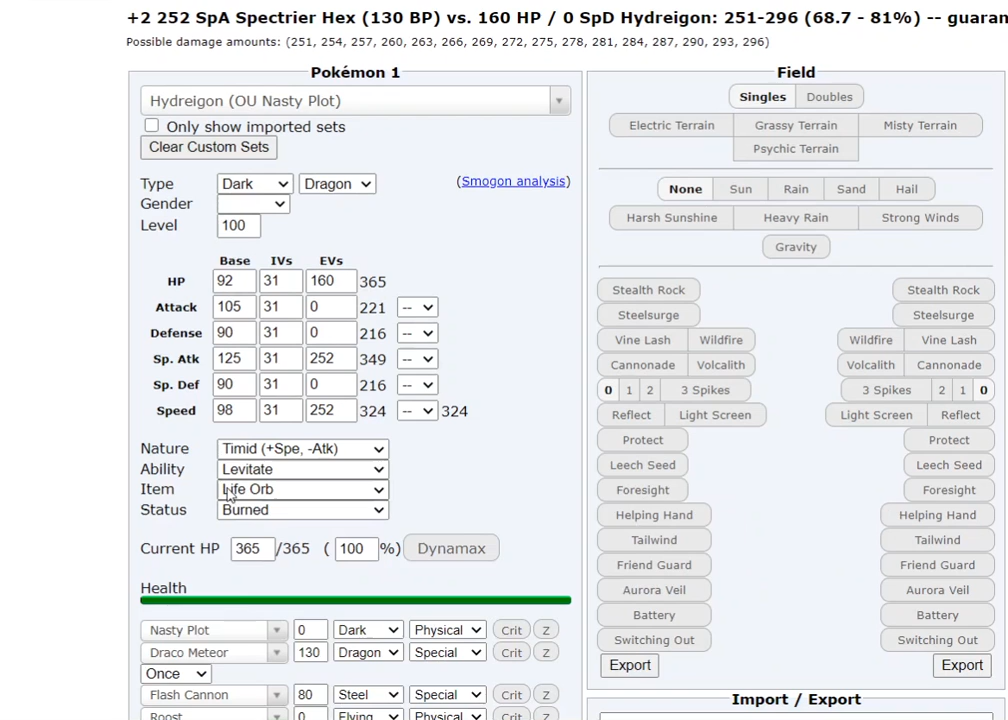 +2 252 SpA Spectrier Hex (130 BP) vs. 160 HP / 0 SpD Hydreigon: 251-296 (68.7 - 81%) -- guaran
Possible damage amounts: (251, 254, 257, 260, 263, 266, 269, 272, 275, 278, 281, 284, 287, 290, 293, 296)
Pokémon 1
Hydreigon (OU Nasty Plot)
Only show imported sets
Clear Custom Sets
Type Dark Dragon (Smogon analysis)
Gender
Level 100
Base IVs EVs
HP 92 31 160 365
Attack 105 31 0 221 --
Defense 90 31 0 216 --
Sp. Atk 125 31 252 349 --
Sp. Def 90 31 0 216 --
Speed 98 31 252 324 -- 324
Nature Timid (+Spe, -Atk)
Ability Levitate
Item Life Orb
Status Burned
Current HP 365 /365 ( 100 %) Dynamax
Health
Nasty Plot 0 Dark Physical Crit Z
Draco Meteor 130 Dragon Special Crit Z
Once
Flash Cannon 80 Steel Special Crit Z
Roost 0 Flying Physical Crit Z
Field
Singles Doubles
Electric Terrain Grassy Terrain Misty Terrain
Psychic Terrain
None Sun Rain Sand Hail
Harsh Sunshine Heavy Rain Strong Winds
Gravity
Stealth Rock Stealth Rock
Steelsurge Steelsurge
Vine Lash Wildfire Wildfire Vine Lash
Cannonade Volcalith Volcalith Cannonade
0 1 2 3 Spikes 3 Spikes 2 1 0
Reflect Light Screen Light Screen Reflect
Protect Protect
Leech Seed Leech Seed
Foresight Foresight
Helping Hand Helping Hand
Tailwind Tailwind
Friend Guard Friend Guard
Aurora Veil Aurora Veil
Battery Battery
Switching Out Switching Out
Export Export
Import / Export